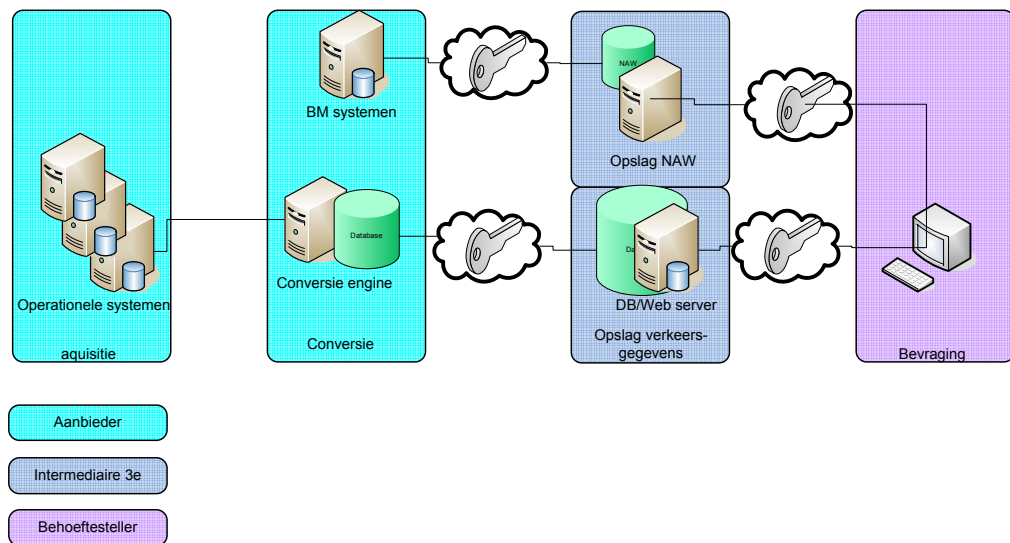 NAW
BM systemen
Opslag NAW
Database
Conversie engine
Operationele systemen
DB/Web server
aquisitie
Conversie
Opslag verkeers-
gegevens
Bevraging
Aanbieder
Intermediaire 3e
Behoeftesteller